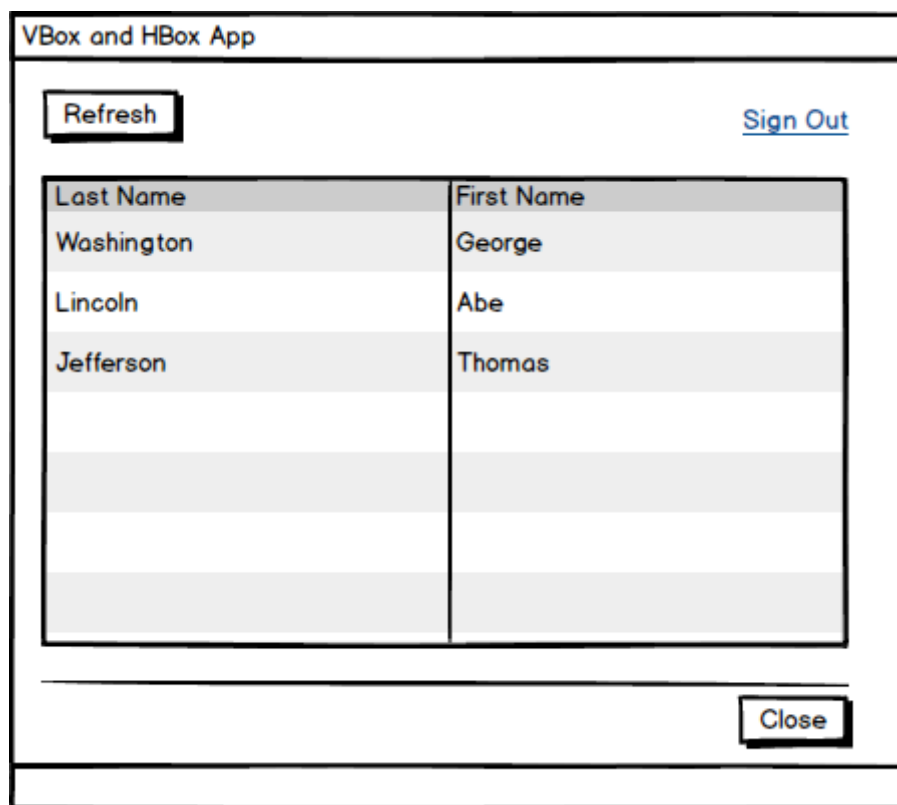 VBox and HBox App
Refresh
Sign Out
Last Name First Name
Washington George
Lincoln Abe
Jefferson Thomas
Close